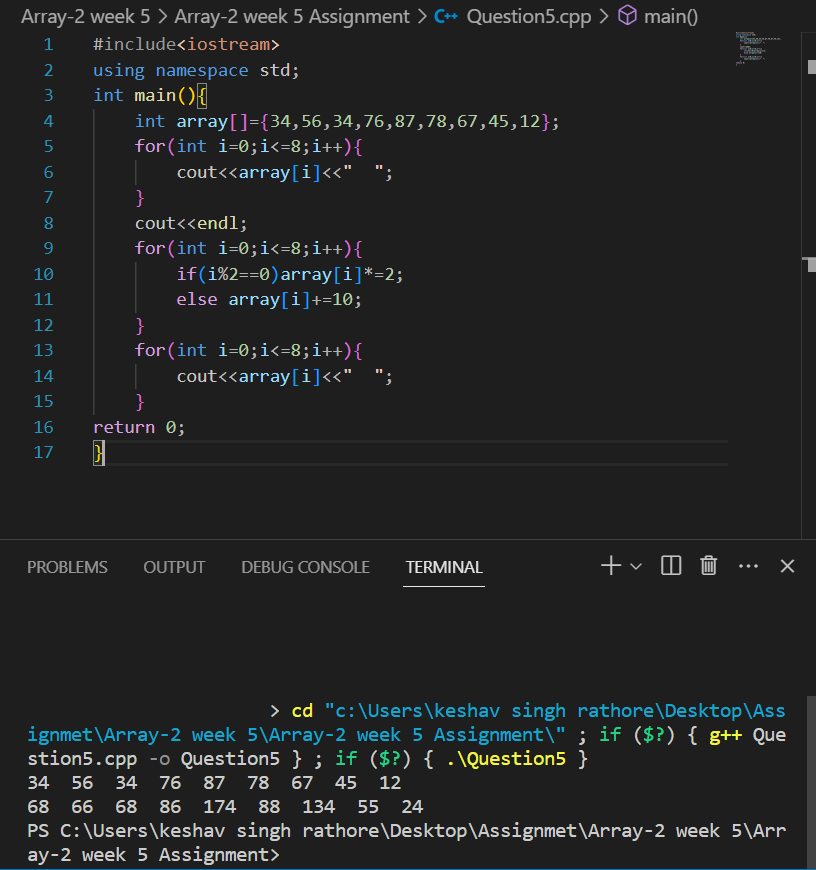 Array-2 week 5 > Array-2 week 5 Assignment > C++ Question5.cpp > main()
1 #include<iostream>
2 using namespace std;
3 int main(){
4     int array[]={34,56,34,76,87,78,67,45,12};
5     for(int i=0;i<=8;i++){
6         cout<<array[i]<<"  ";
7     }
8     cout<<endl;
9     for(int i=0;i<=8;i++){
10         if(i%2==0)array[i]*=2;
11         else array[i]+=10;
12     }
13     for(int i=0;i<=8;i++){
14         cout<<array[i]<<"  ";
15     }
16 return 0;
17 }
PROBLEMS OUTPUT DEBUG CONSOLE TERMINAL
> cd "c:\Users\keshav singh rathore\Desktop\Ass
ignmet\Array-2 week 5\Array-2 week 5 Assignment\" ; if ($?) { g++ Que
stion5.cpp -o Question5 } ; if ($?) { .\Question5 }
34  56  34  76  87  78  67  45  12
68  66  68  86  174  88  134  55  24
PS C:\Users\keshav singh rathore\Desktop\Assignmet\Array-2 week 5\Arr
ay-2 week 5 Assignment>